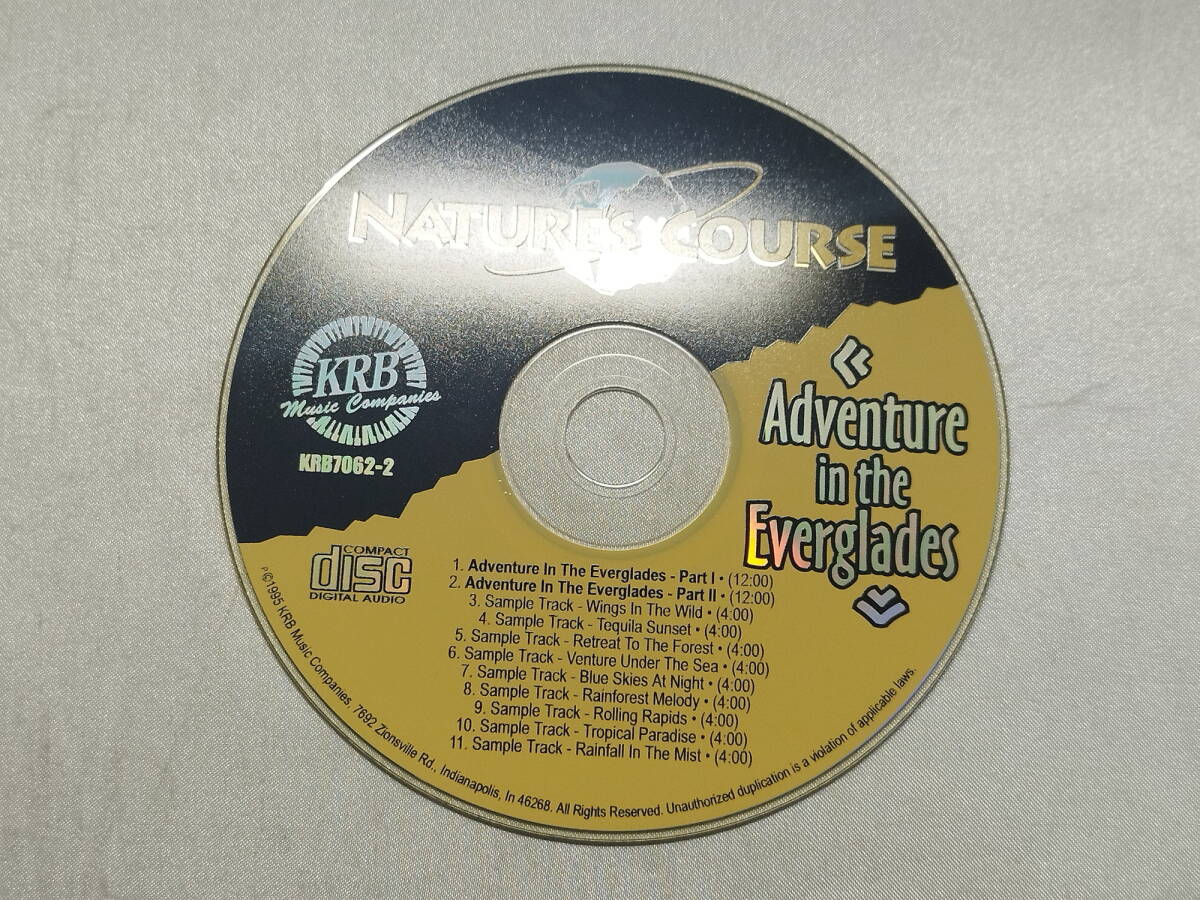 NATURE'S COURSE
KRB
Music Companies
KRB7062-2
Adventure
in the
Everglades
COMPACT
disc
DIGITAL AUDIO
1. Adventure In The Everglades - Part I • (12:00)
2. Adventure In The Everglades - Part II • (12:00)
3. Sample Track - Wings In The Wild • (4:00)
4. Sample Track - Tequila Sunset • (4:00)
5. Sample Track - Retreat To The Forest • (4:00)
6. Sample Track - Venture Under The Sea • (4:00)
7. Sample Track - Blue Skies At Night • (4:00)
8. Sample Track - Rainforest Melody • (4:00)
9. Sample Track - Rolling Rapids • (4:00)
10. Sample Track - Tropical Paradise • (4:00)
11. Sample Track - Rainfall In The Mist • (4:00)
P©1995 KRB Music Companies, 7692 Zionsville Rd., Indianapolis, In 46268. All Rights Reserved. Unauthorized duplication is a violation of applicable laws.